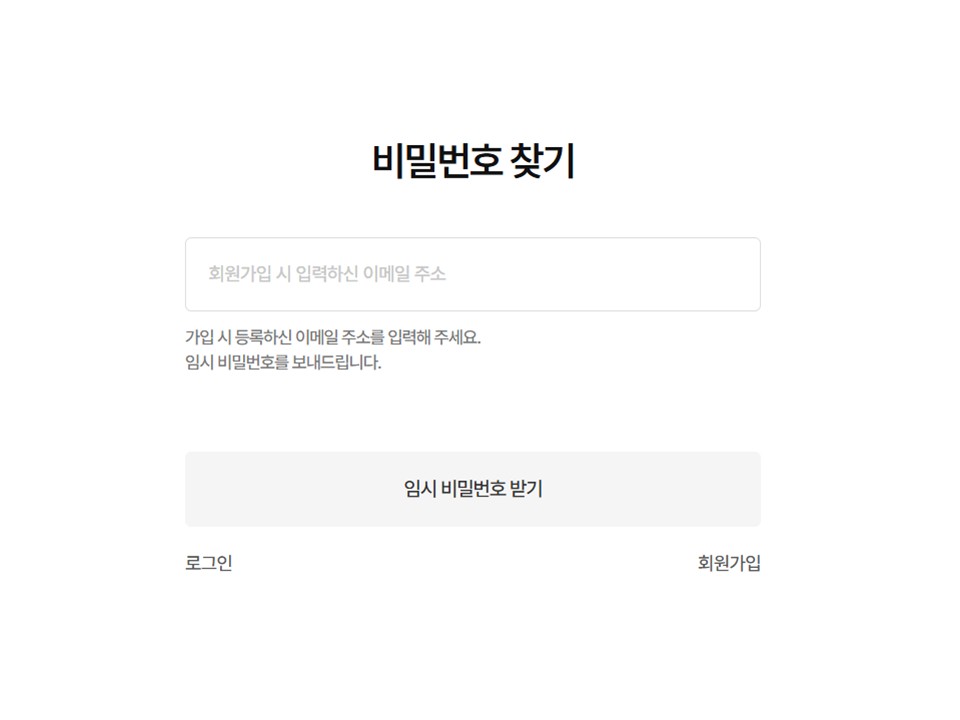 비밀번호 찾기
회원가입 시 입력하신 이메일 주소
가입 시 등록하신 이메일 주소를 입력해 주세요.
임시 비밀번호를 보내드립니다.
임시 비밀번호 받기
로그인
회원가입